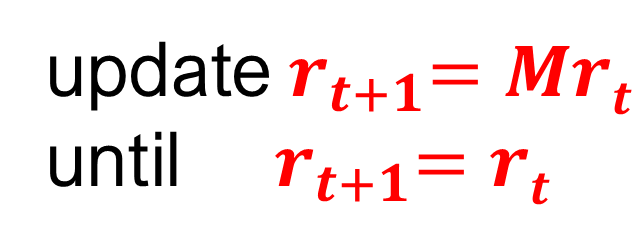 update r_{t+1} = Mr_t
until r_{t+1} = r_t